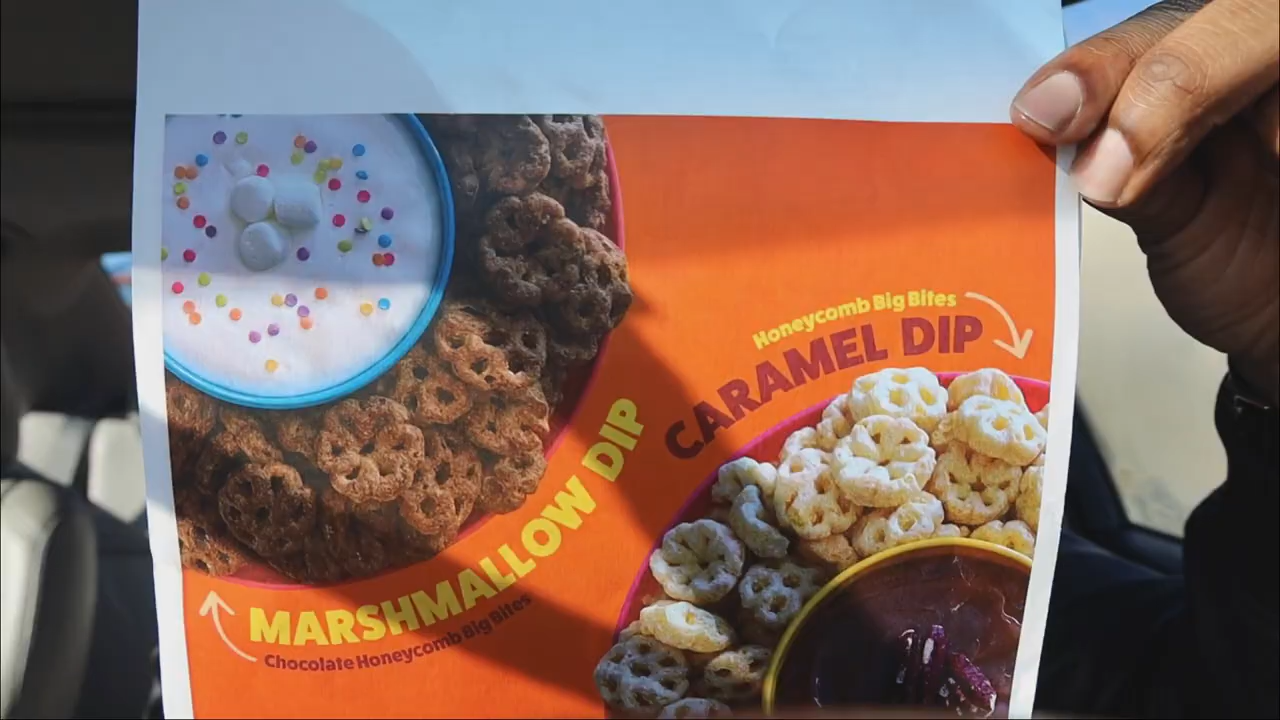 Honeycomb Big Bites
CARAMEL DIP
MARSHMALLOW DIP
Chocolate Honeycomb Big Bites